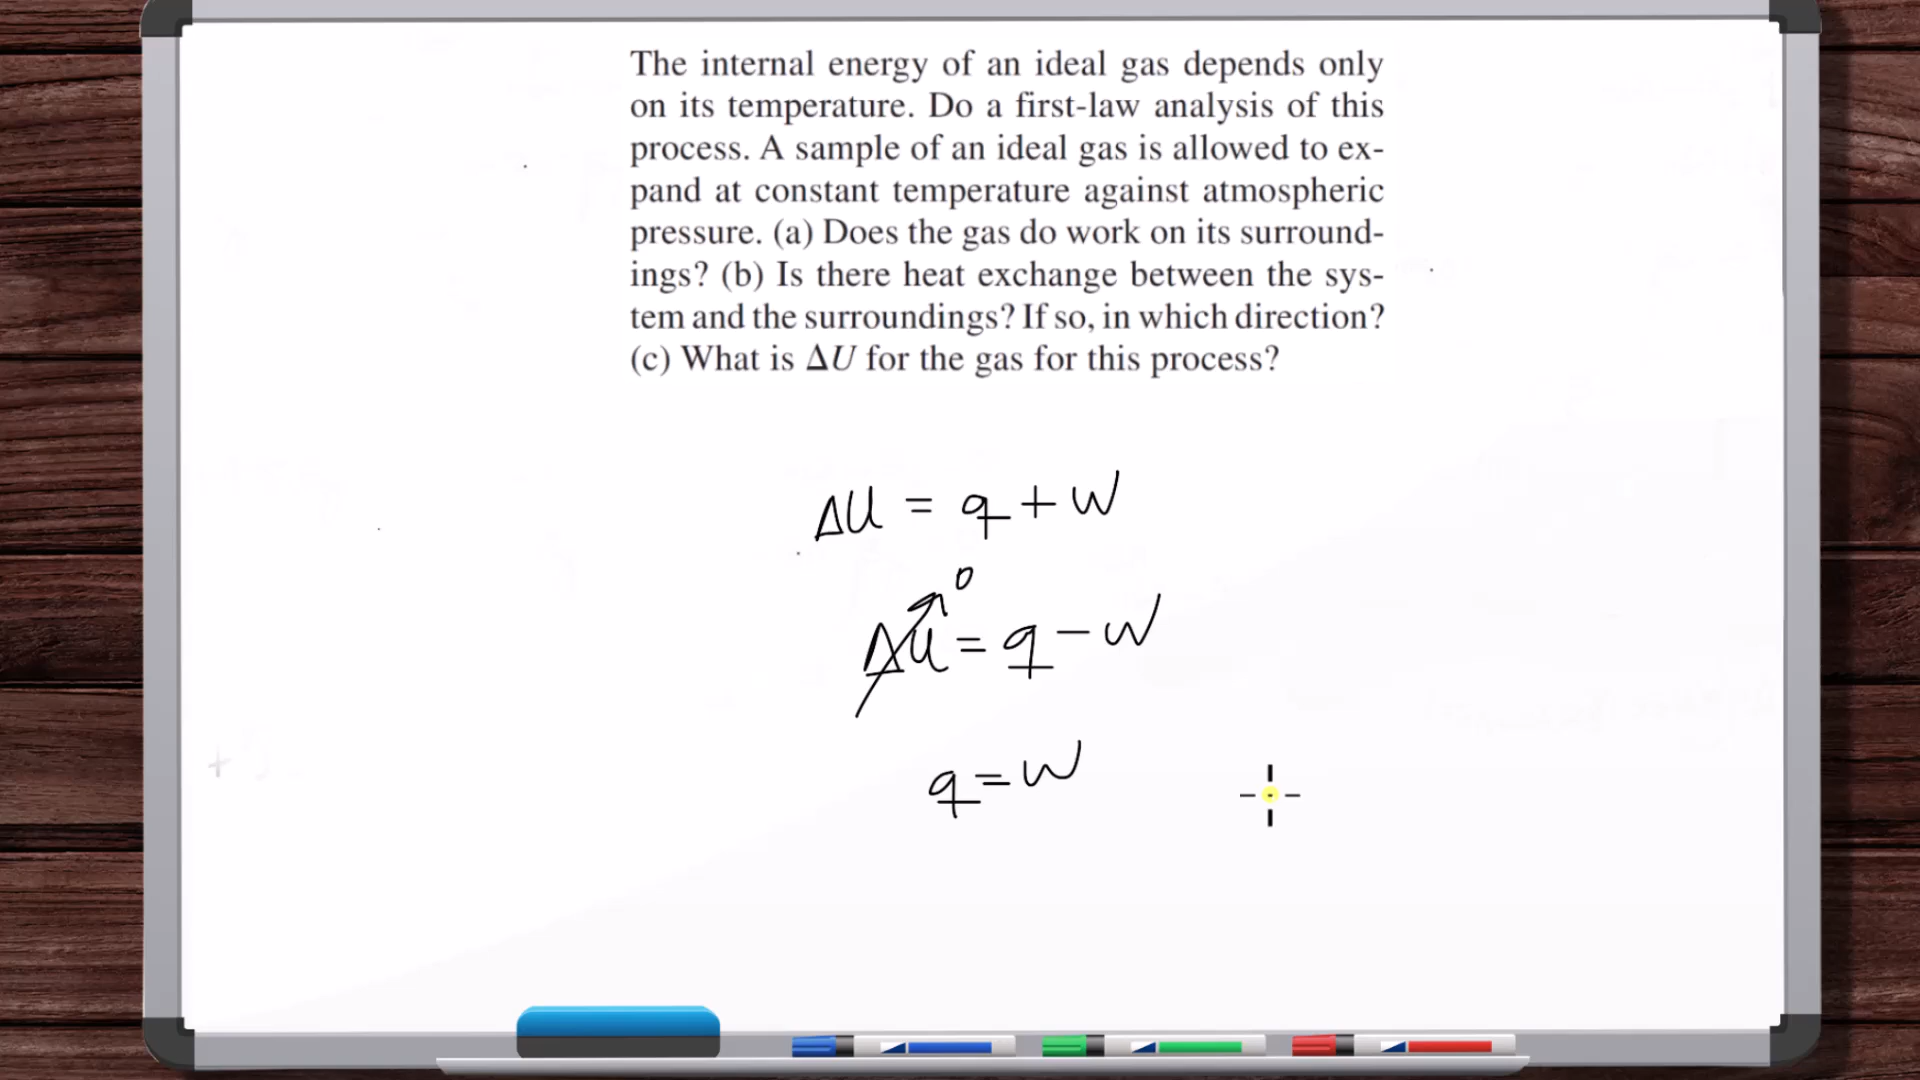 The internal energy of an ideal gas depends only
on its temperature. Do a first-law analysis of this
process. A sample of an ideal gas is allowed to ex-
pand at constant temperature against atmospheric
pressure. (a) Does the gas do work on its surround-
ings? (b) Is there heat exchange between the sys-
tem and the surroundings? If so, in which direction?
(c) What is ΔU for the gas for this process?
ΔU = q + W
0
ΔU = q − W
q = W